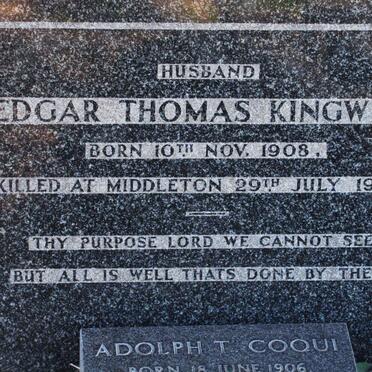 HUSBAND
EDGAR THOMAS KINGW
BORN 10TH NOV. 1908,
KILLED AT MIDDLETON 29TH JULY 19
THY PURPOSE LORD WE CANNOT SEE
BUT ALL IS WELL THATS DONE BY THE
ADOLPH T. COQUI
BORN 18 JUNE 1906